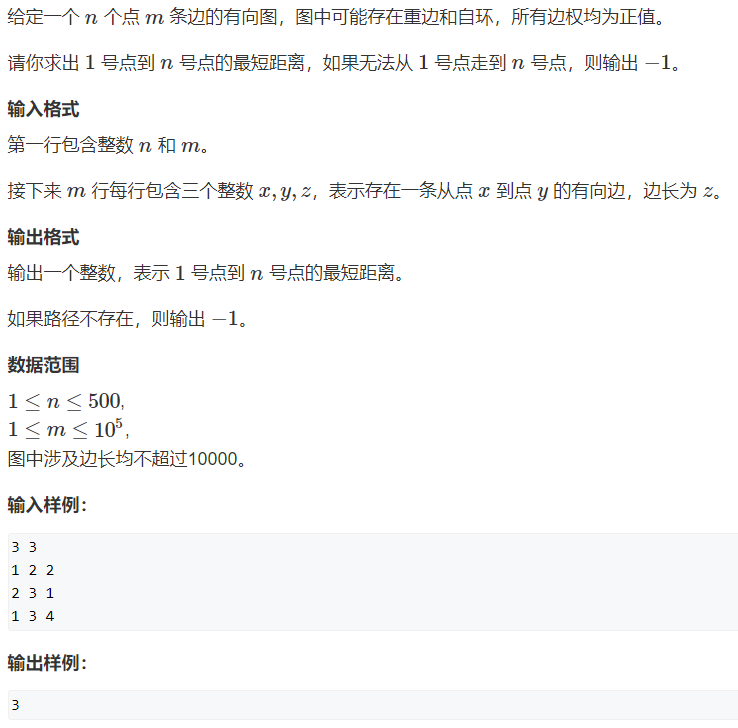 给定一个 n 个点 m 条边的有向图，图中可能存在重边和自环，所有边权均为正值。
请你求出 1 号点到 n 号点的最短距离，如果无法从 1 号点走到 n 号点，则输出 −1。
输入格式
第一行包含整数 n 和 m。
接下来 m 行每行包含三个整数 x, y, z，表示存在一条从点 x 到点 y 的有向边，边长为 z。
输出格式
输出一个整数，表示 1 号点到 n 号点的最短距离。
如果路径不存在，则输出 −1。
数据范围
1 ≤ n ≤ 500,
1 ≤ m ≤ 10⁵,
图中涉及边长均不超过10000。
输入样例：
3 3
1 2 2
2 3 1
1 3 4
输出样例：
3